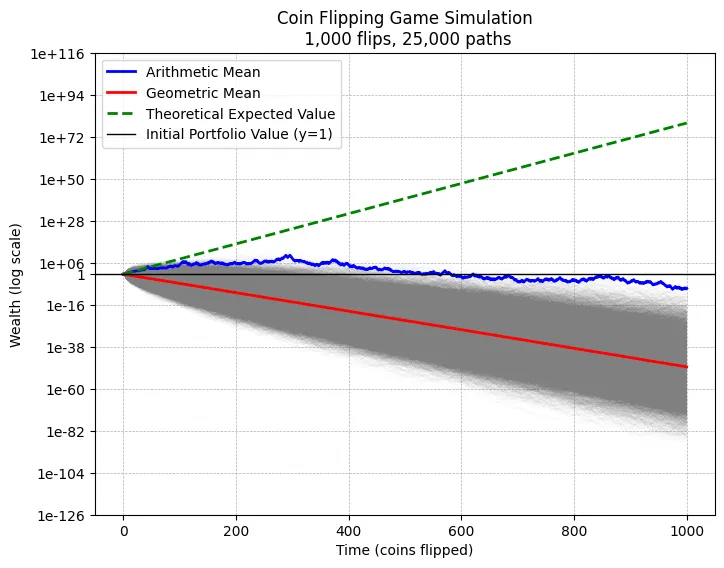 Coin Flipping Game Simulation
1,000 flips, 25,000 paths
Arithmetic Mean
Geometric Mean
Theoretical Expected Value
Initial Portfolio Value (y=1)
Wealth (log scale)
1e+116
1e+94
1e+72
1e+50
1e+28
1e+06
1
1e-16
1e-38
1e-60
1e-82
1e-104
1e-126
0 200 400 600 800 1000
Time (coins flipped)